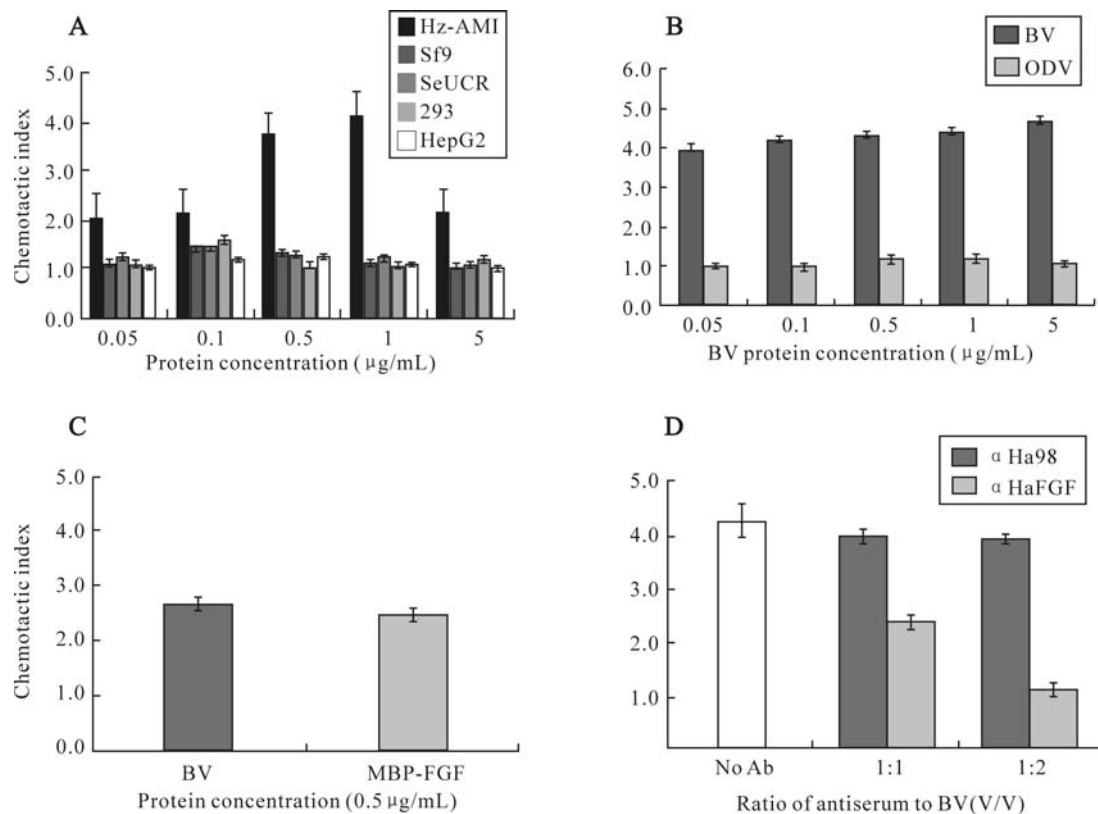 A
Hz-AMI
Sf9
SeUCR
293
HepG2
Chemotactic index
5.0
4.0
3.0
2.0
1.0
0.0
0.05 0.1 0.5 1 5
Protein concentration ( μg/mL)
B
BV
ODV
6.0
5.0
4.0
3.0
2.0
1.0
0.0
0.05 0.1 0.5 1 5
BV protein concentration ( μg/mL)
C
Chemotactic index
5.0
4.0
3.0
2.0
1.0
0.0
BV MBP-FGF
Protein concentration (0.5 μg/mL)
D
α Ha98
α HaFGF
5.0
4.0
3.0
2.0
1.0
0.0
No Ab 1:1 1:2
Ratio of antiserum to BV(V/V)